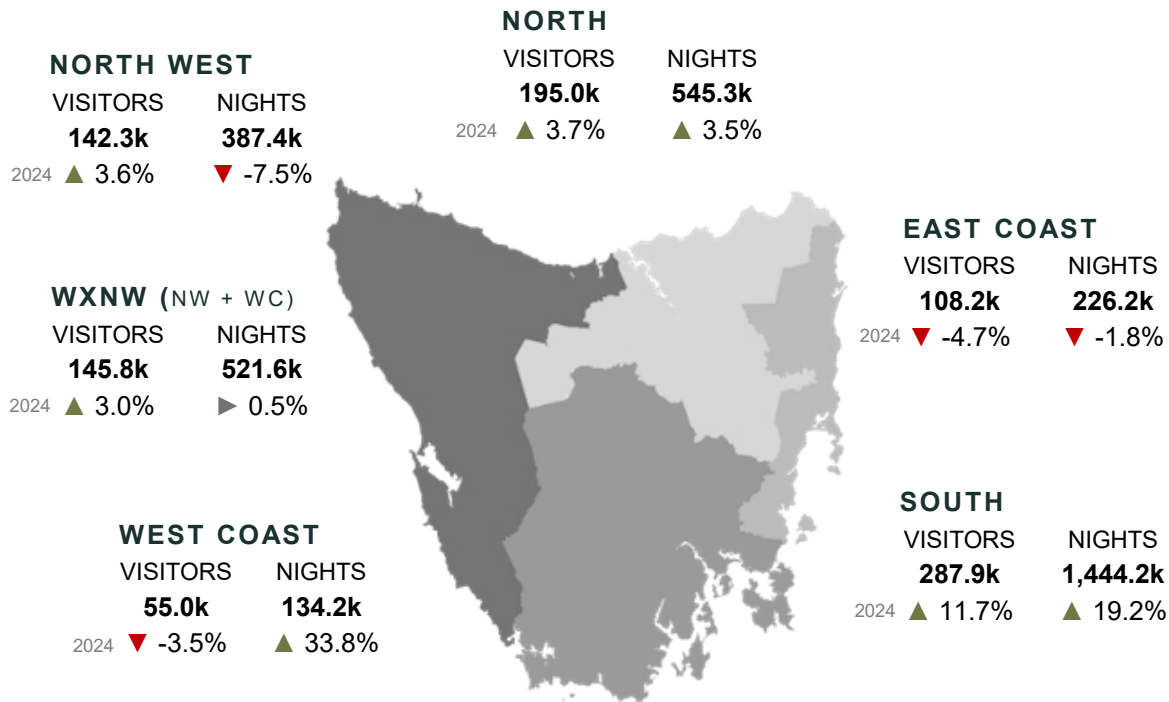 NORTH
VISITORS NIGHTS
195.0k 545.3k
2024 ▲ 3.7% ▲ 3.5%
NORTH WEST
VISITORS NIGHTS
142.3k 387.4k
2024 ▲ 3.6% ▼ -7.5%
EAST COAST
VISITORS NIGHTS
108.2k 226.2k
2024 ▼ -4.7% ▼ -1.8%
WXNW (NW + WC)
VISITORS NIGHTS
145.8k 521.6k
2024 ▲ 3.0% ▶ 0.5%
SOUTH
VISITORS NIGHTS
287.9k 1,444.2k
2024 ▲ 11.7% ▲ 19.2%
WEST COAST
VISITORS NIGHTS
55.0k 134.2k
2024 ▼ -3.5% ▲ 33.8%